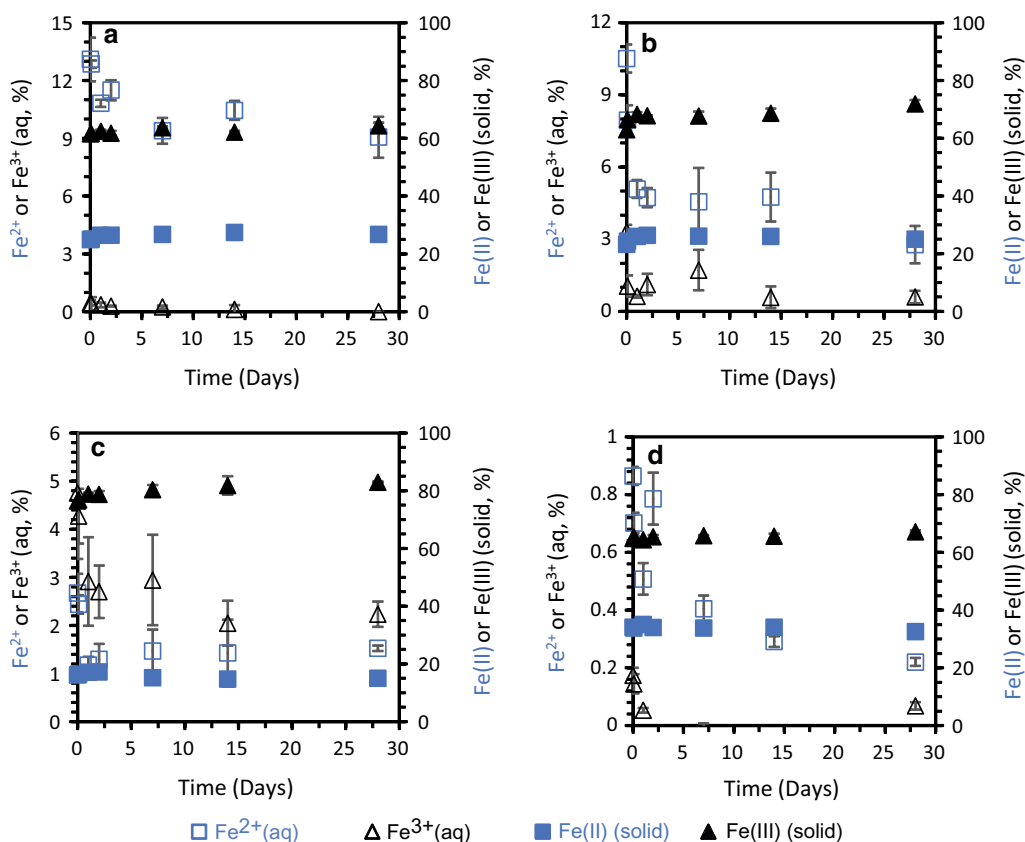 a
15
12
9
6
3
0
100
80
60
40
20
0
0 5 10 15 20 25 30
Fe2+ or Fe3+ (aq, %)
Fe(II) or Fe(III) (solid, %)
Time (Days)
b
12
9
6
3
0
100
80
60
40
20
0
0 5 10 15 20 25 30
Fe2+ or Fe3+ (aq, %)
Fe(II) or Fe(III) (solid, %)
Time (Days)
c
6
5
4
3
2
1
0
100
80
60
40
20
0
0 5 10 15 20 25 30
Fe2+ or Fe3+ (aq, %)
Fe(II) or Fe(III) (solid, %)
Time (Days)
d
1
0.8
0.6
0.4
0.2
0
100
80
60
40
20
0
0 5 10 15 20 25 30
Fe2+ or Fe3+ (aq, %)
Fe(II) or Fe(III) (solid, %)
Time (Days)
Fe2+(aq) Fe3+(aq) Fe(II) (solid) Fe(III) (solid)